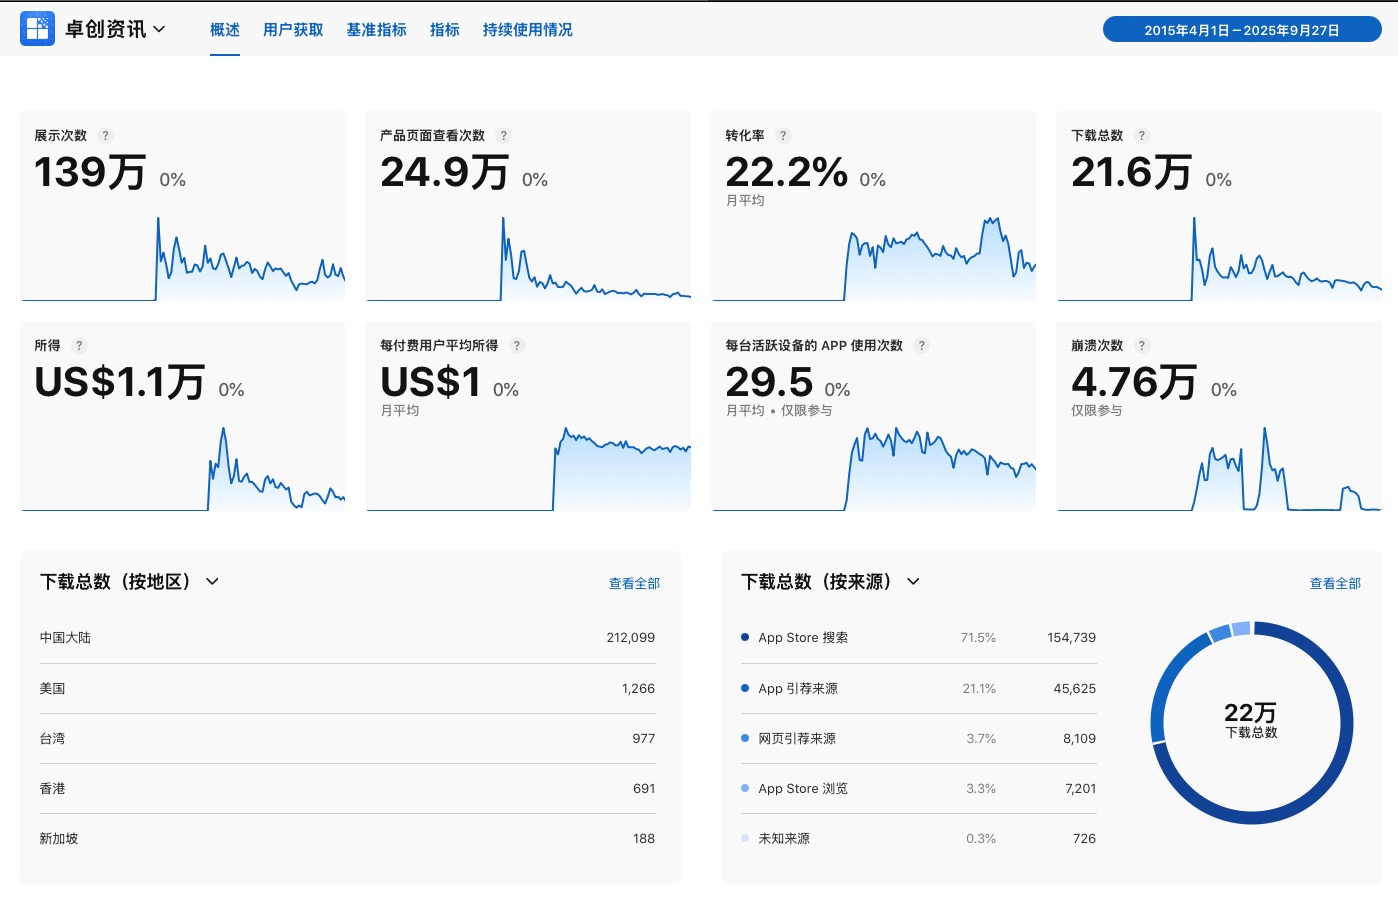 卓创资讯
概述 用户获取 基准指标 指标 持续使用情况
2015年4月1日 – 2025年9月27日
展示次数 ?
139万 0%
产品页面查看次数 ?
24.9万 0%
转化率 ?
22.2% 0%
月平均
下载总数 ?
21.6万 0%
所得 ?
US$1.1万 0%
每付费用户平均所得 ?
US$1 0%
月平均
每台活跃设备的 APP 使用次数 ?
29.5 0%
月平均 • 仅限参与
崩溃次数 ?
4.76万 0%
仅限参与
下载总数（按地区）
查看全部
中国大陆 212,099
美国 1,266
台湾 977
香港 691
新加坡 188
下载总数（按来源）
查看全部
App Store 搜索 71.5% 154,739
App 引荐来源 21.1% 45,625
网页引荐来源 3.7% 8,109
App Store 浏览 3.3% 7,201
未知来源 0.3% 726
22万
下载总数